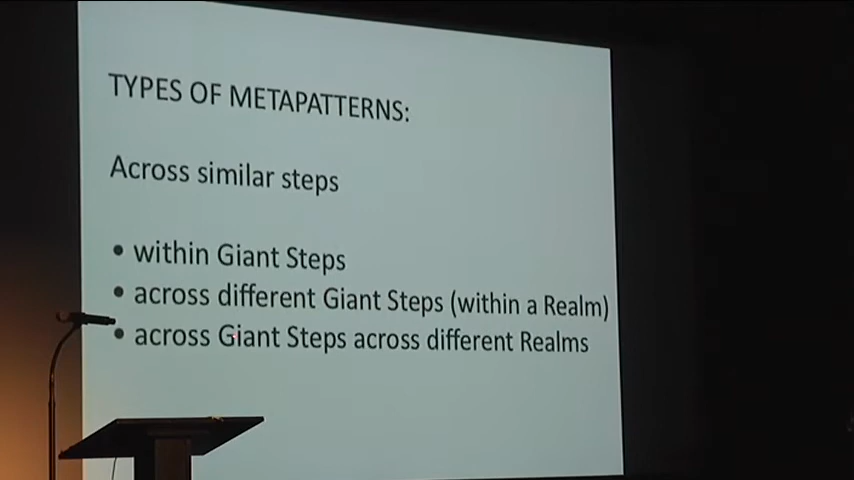 TYPES OF METAPATTERNS:
Across similar steps
• within Giant Steps
• across different Giant Steps (within a Realm)
• across Giant Steps across different Realms